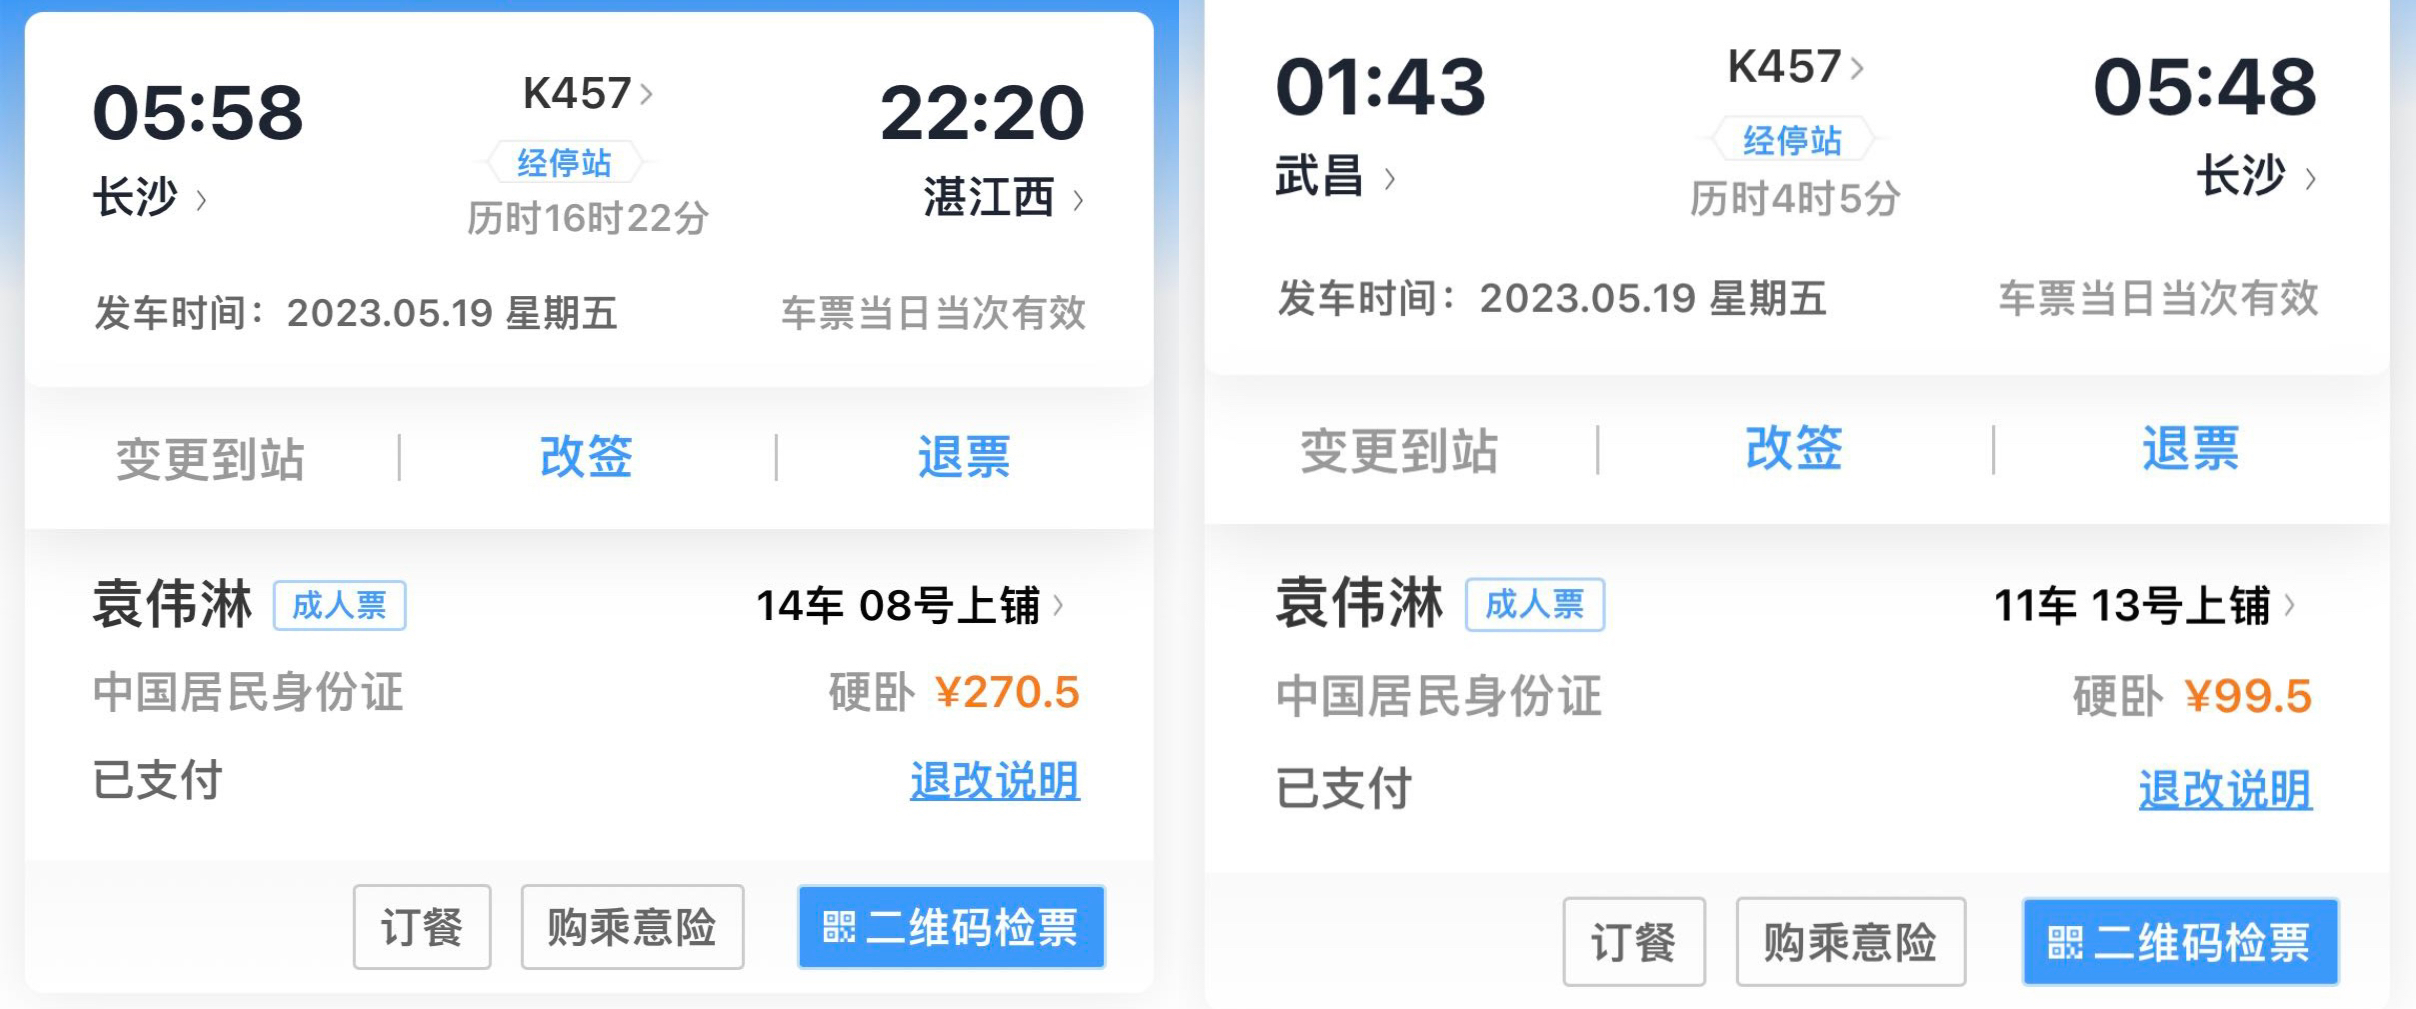 05:58 K457 22:20
经停站
长沙 湛江西
历时16时22分
发车时间：2023.05.19 星期五 车票当日当次有效
变更到站 改签 退票
袁伟淋 成人票 14车 08号上铺
中国居民身份证 硬卧 ¥270.5
已支付 退改说明
订餐 购乘意险 二维码检票
01:43 K457 05:48
经停站
武昌 长沙
历时4时5分
发车时间：2023.05.19 星期五 车票当日当次有效
变更到站 改签 退票
袁伟淋 成人票 11车 13号上铺
中国居民身份证 硬卧 ¥99.5
已支付 退改说明
订餐 购乘意险 二维码检票